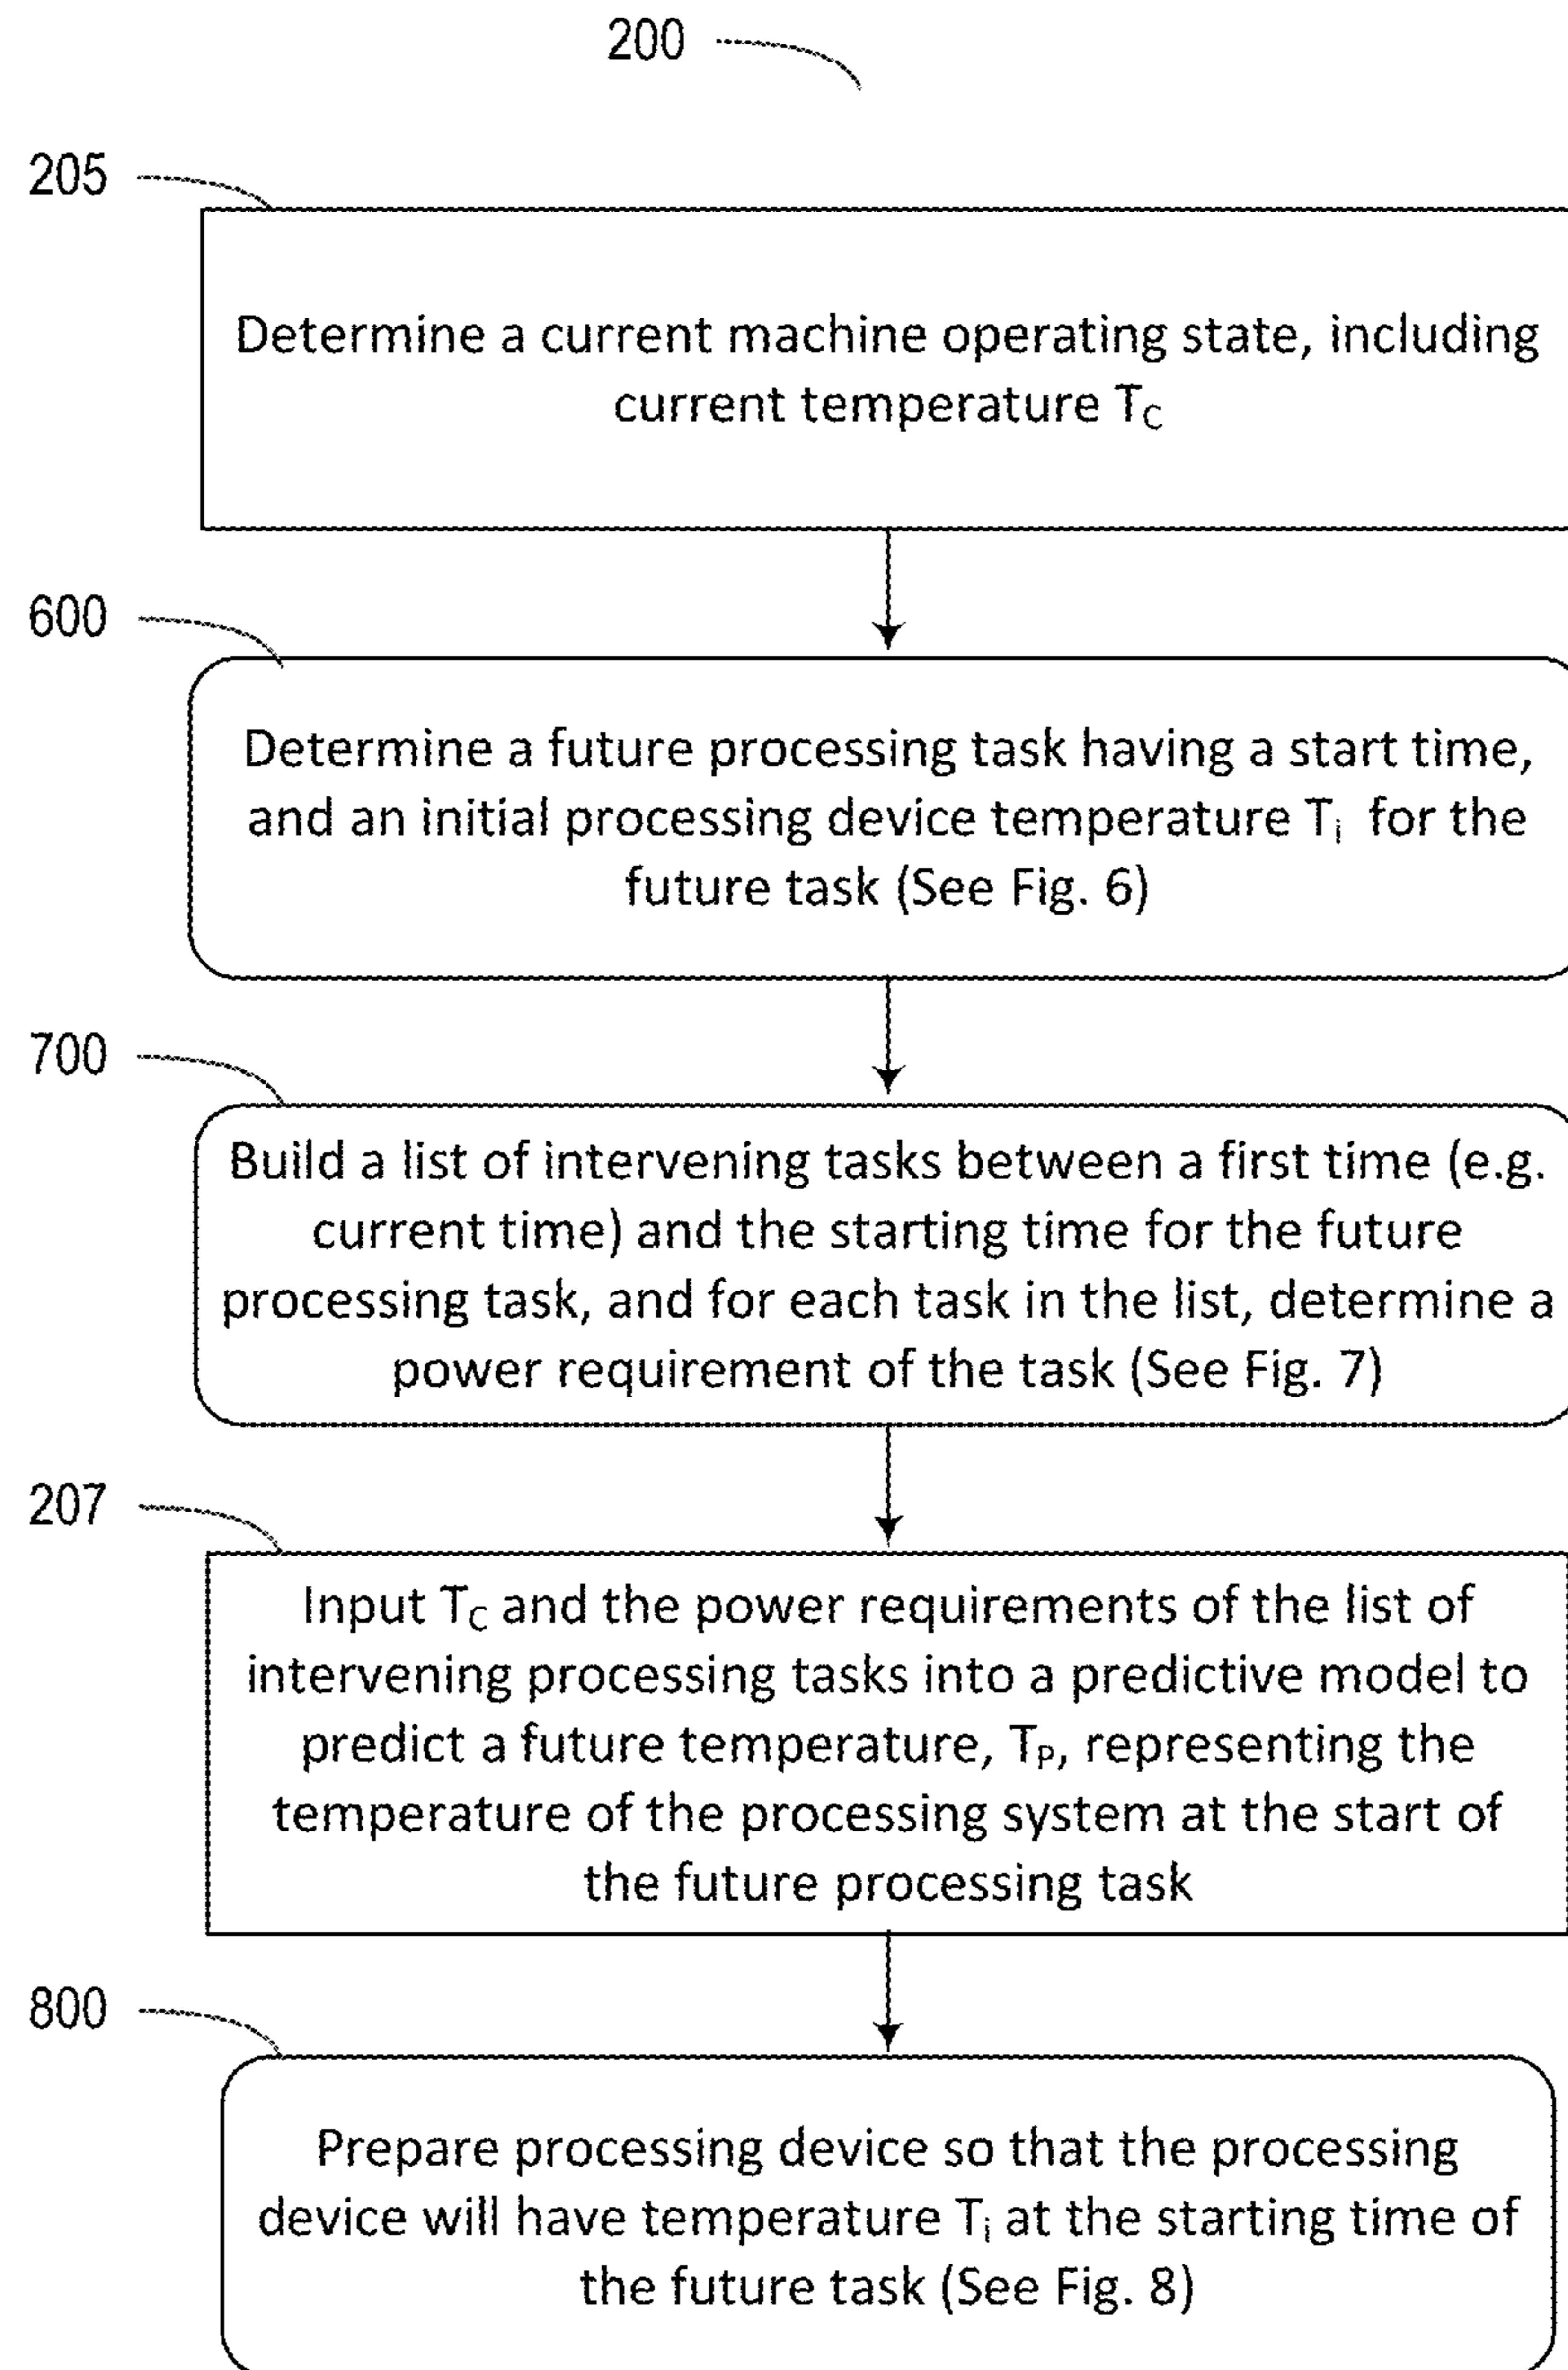 200
205
Determine a current machine operating state, including
current temperature TC
600
Determine a future processing task having a start time,
and an initial processing device temperature Ti for the
future task (See Fig. 6)
700
Build a list of intervening tasks between a first time (e.g.
current time) and the starting time for the future
processing task, and for each task in the list, determine a
power requirement of the task (See Fig. 7)
207
Input TC and the power requirements of the list of
intervening processing tasks into a predictive model to
predict a future temperature, TP, representing the
temperature of the processing system at the start of
the future processing task
800
Prepare processing device so that the processing
device will have temperature Ti at the starting time of
the future task (See Fig. 8)